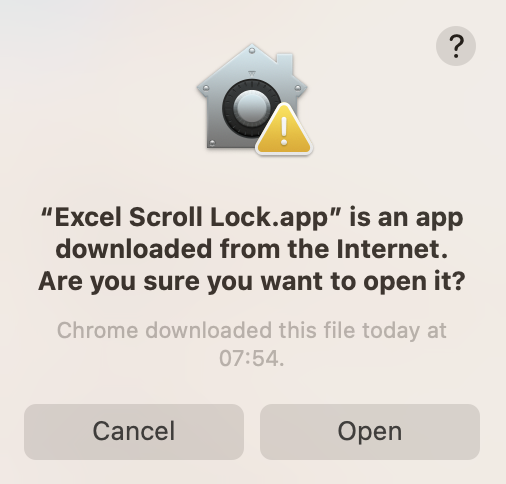 ?
“Excel Scroll Lock.app” is an app
downloaded from the Internet.
Are you sure you want to open it?
Chrome downloaded this file today at
07:54.
Cancel
Open